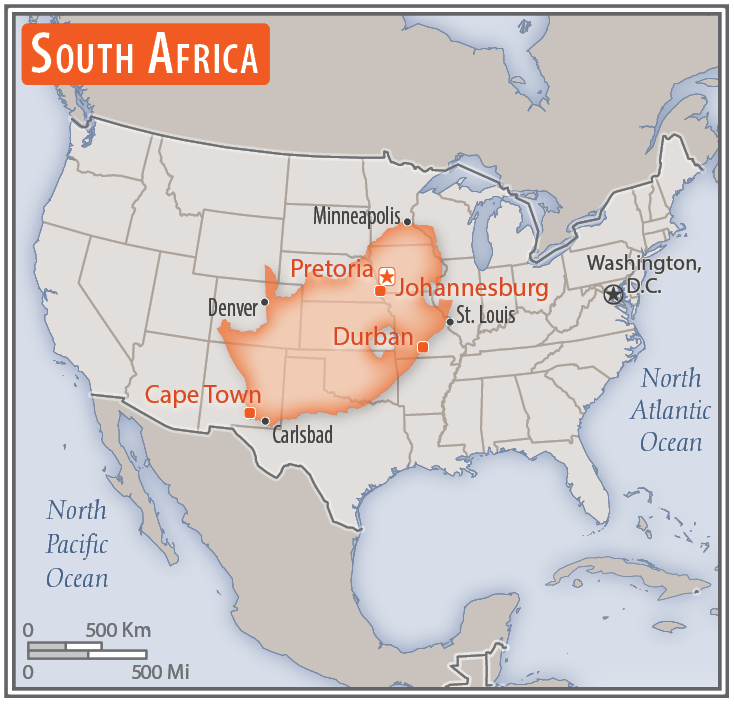 SOUTH AFRICA
Minneapolis
Washington,
D.C.
Pretoria
Johannesburg
Denver
St. Louis
Durban
Cape Town
Carlsbad
North
Atlantic
Ocean
North
Pacific
Ocean
0 500 Km
0 500 Mi